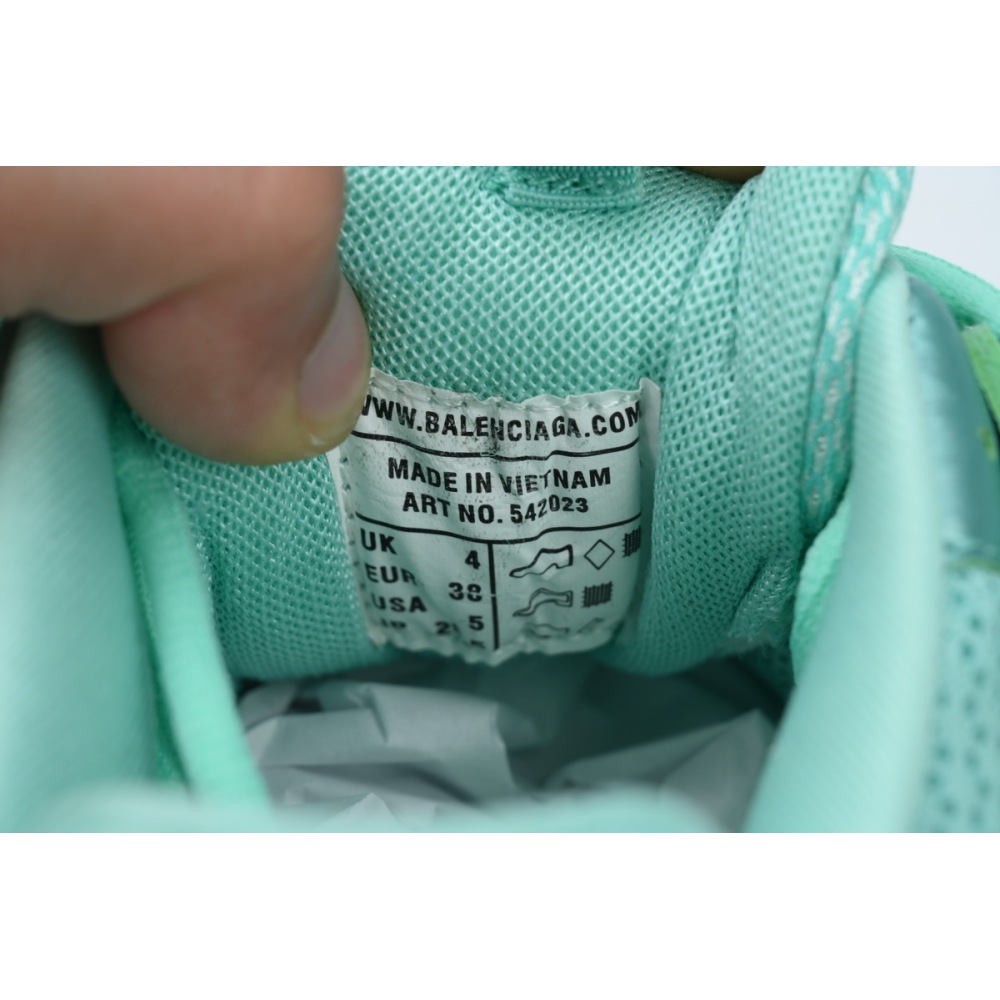 WWW.BALENCIAGA.COM
MADE IN VIETNAM
ART NO. 542023
UK 4
EUR 38
USA 5